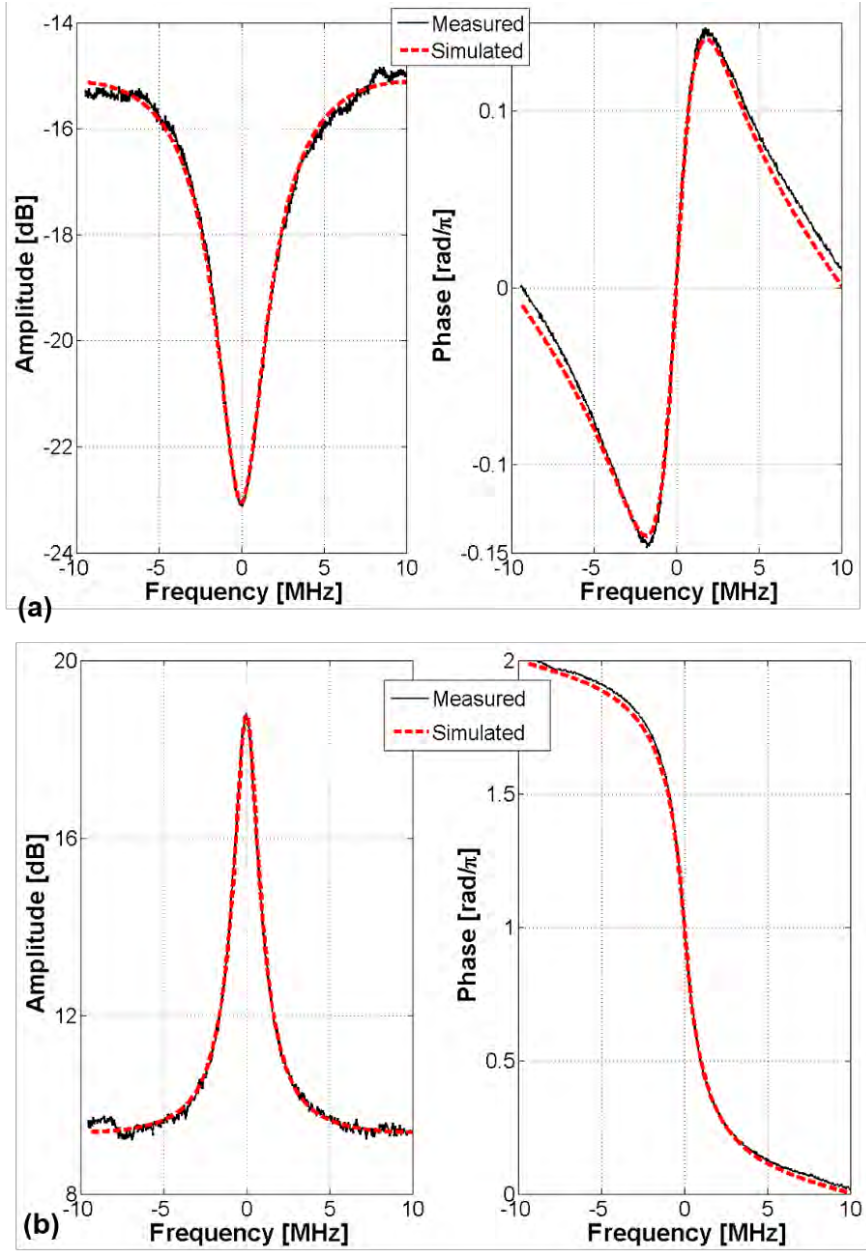 -14
-16
-18
-20
-22
-24
Amplitude [dB]
-10 -5 0 5 10
Frequency [MHz]
Measured
Simulated
0.1
0
-0.1
-0.15
Phase [rad/π]
-10 -5 0 5 10
Frequency [MHz]
(a)
20
16
12
8
Amplitude [dB]
-10 -5 0 5 10
Frequency [MHz]
Measured
Simulated
2
1.5
1
0.5
0
Phase [rad/π]
-10 -5 0 5 10
Frequency [MHz]
(b)